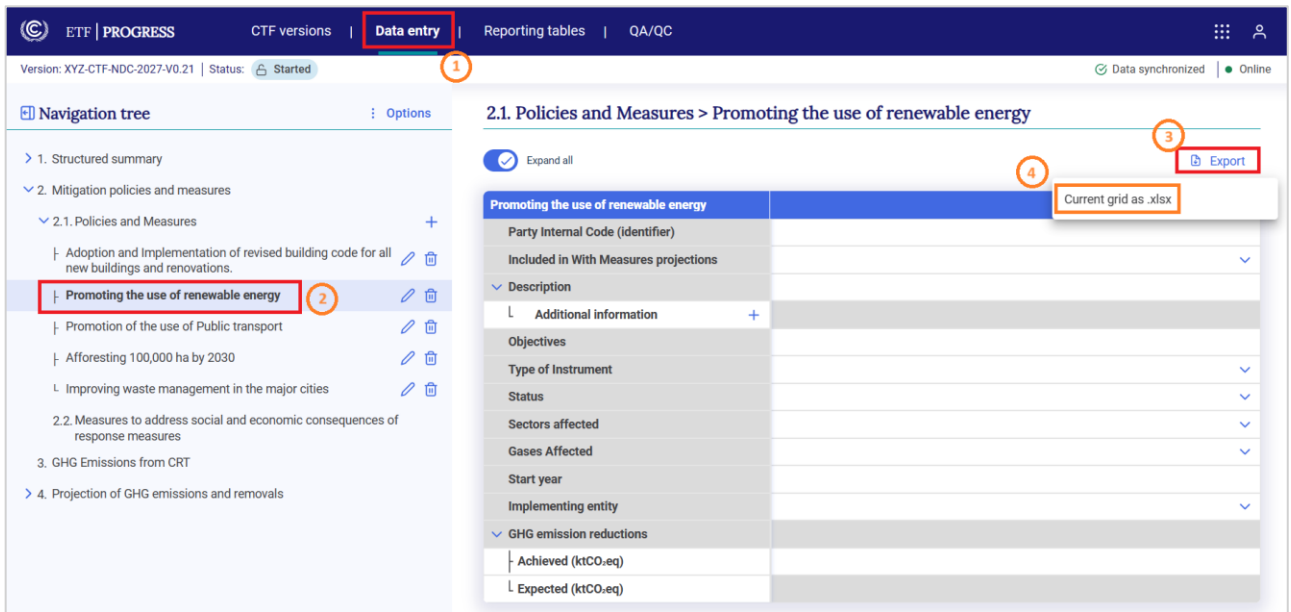 ETF | PROGRESS CTF versions | Data entry | Reporting tables | QA/QC
1
Version: XYZ-CTF-NDC-2027-V0.21 | Status: Started Data synchronized | Online
Navigation tree Options
1. Structured summary
2. Mitigation policies and measures
2.1. Policies and Measures
Adoption and Implementation of revised building code for all
new buildings and renovations.
Promoting the use of renewable energy 2
Promotion of the use of Public transport
Afforesting 100,000 ha by 2030
Improving waste management in the major cities
2.2. Measures to address social and economic consequences of
response measures
3. GHG Emissions from CRT
4. Projection of GHG emissions and removals
2.1. Policies and Measures > Promoting the use of renewable energy
3
Expand all Export
4
Current grid as .xlsx
Promoting the use of renewable energy
Party Internal Code (identifier)
Included in With Measures projections
Description
Additional information
Objectives
Type of Instrument
Status
Sectors affected
Gases Affected
Start year
Implementing entity
GHG emission reductions
Achieved (ktCO₂eq)
Expected (ktCO₂eq)